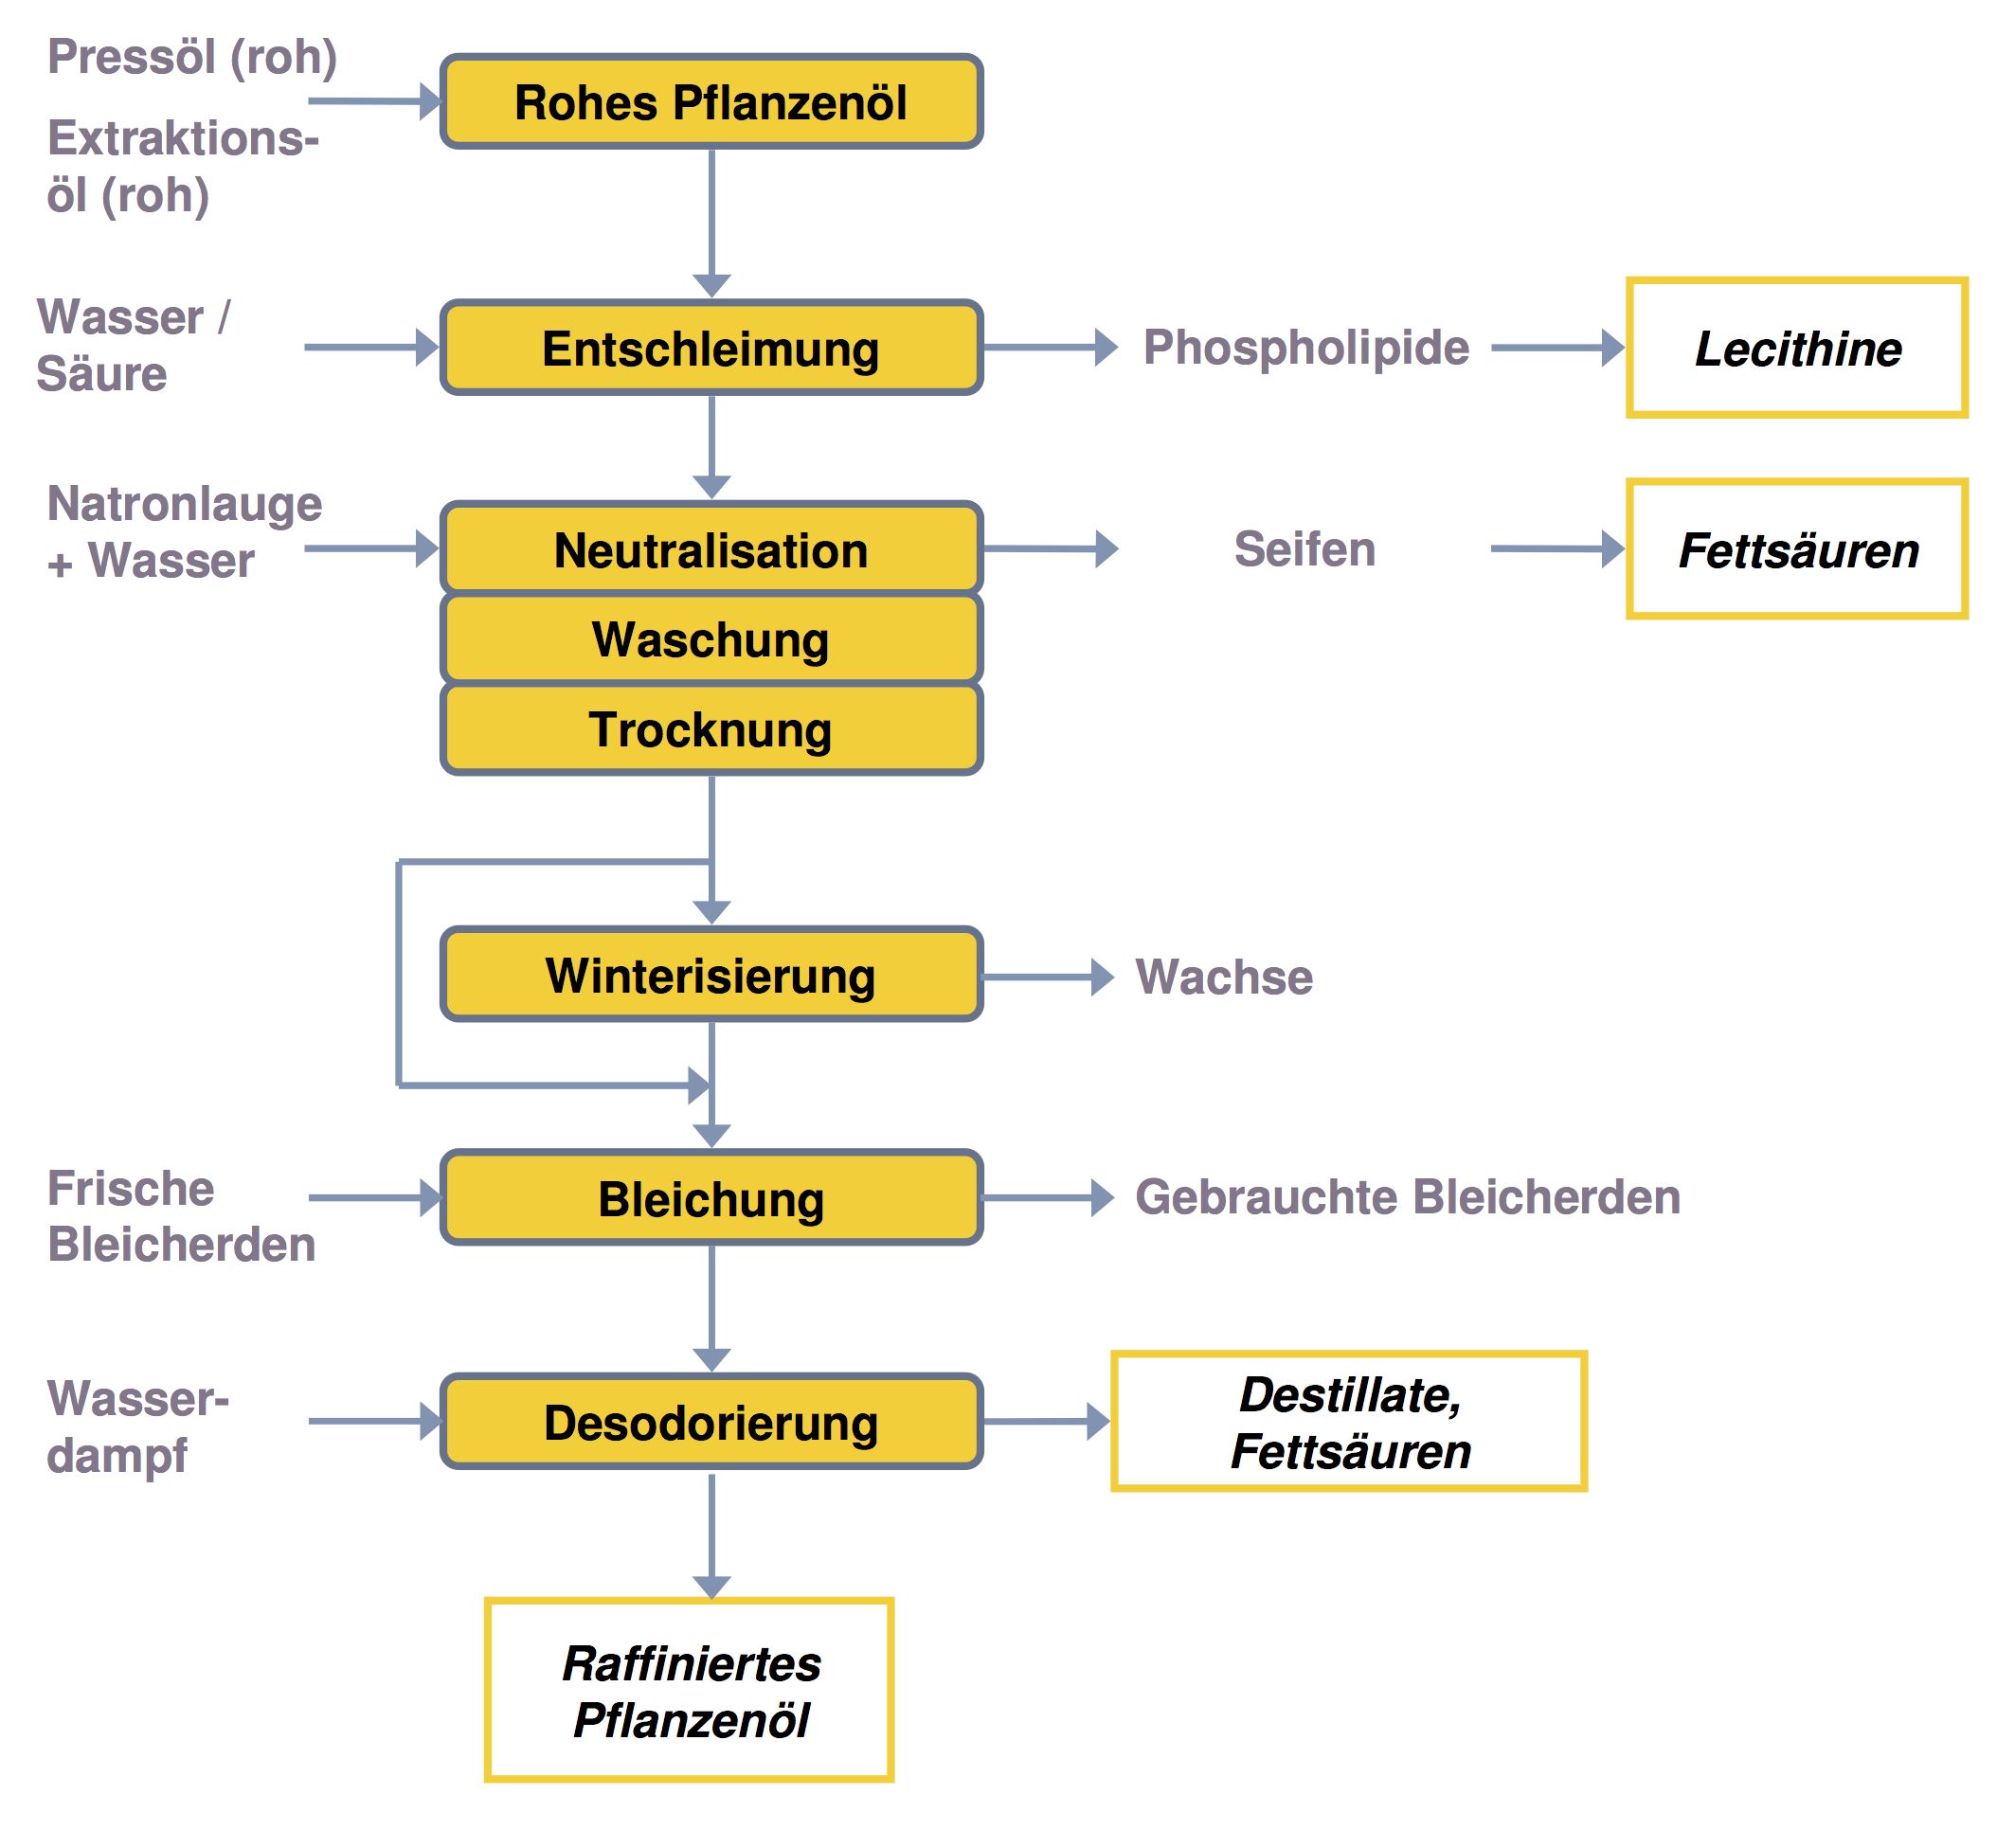 Pressöl (roh)
Extraktions-
öl (roh)
Rohes Pflanzenöl
Wasser /
Säure
Entschleimung
Phospholipide
Lecithine
Natronlauge
+ Wasser
Neutralisation
Seifen
Fettsäuren
Waschung
Trocknung
Winterisierung
Wachse
Frische
Bleicherden
Bleichung
Gebrauchte Bleicherden
Wasser-
dampf
Desodorierung
Destillate,
Fettsäuren
Raffiniertes
Pflanzenöl